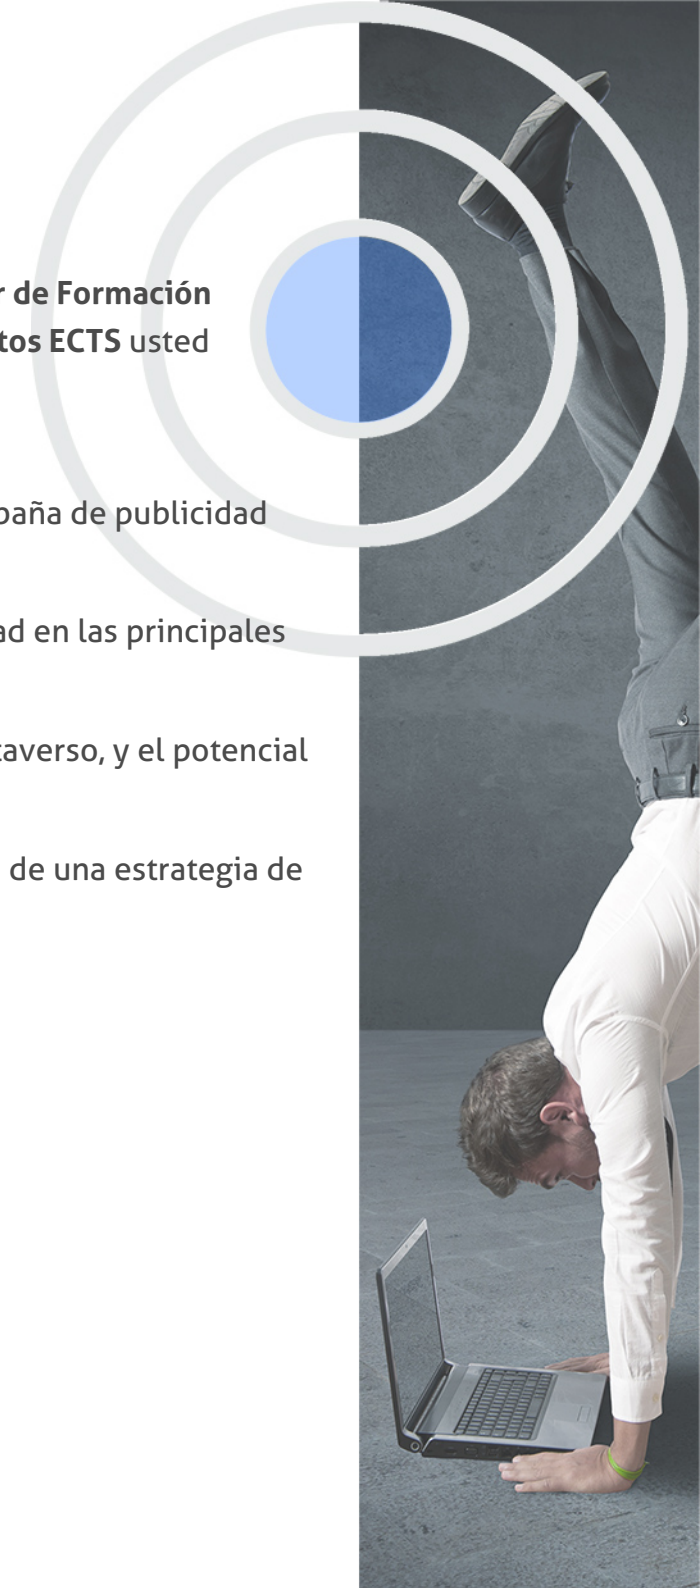 r de Formación
tos ECTS usted
paña de publicidad
ad en las principales
taverso, y el potencial
de una estrategia de